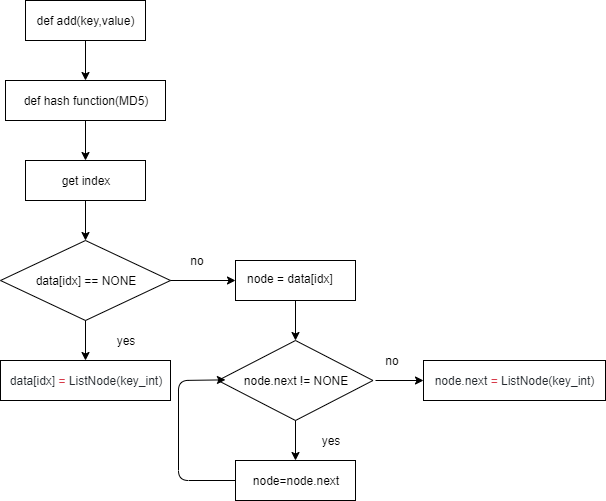 def add(key,value)
def hash function(MD5)
get index
data[idx] == NONE
no
node = data[idx]
yes
data[idx] = ListNode(key_int)
node.next != NONE
no
node.next = ListNode(key_int)
yes
node=node.next